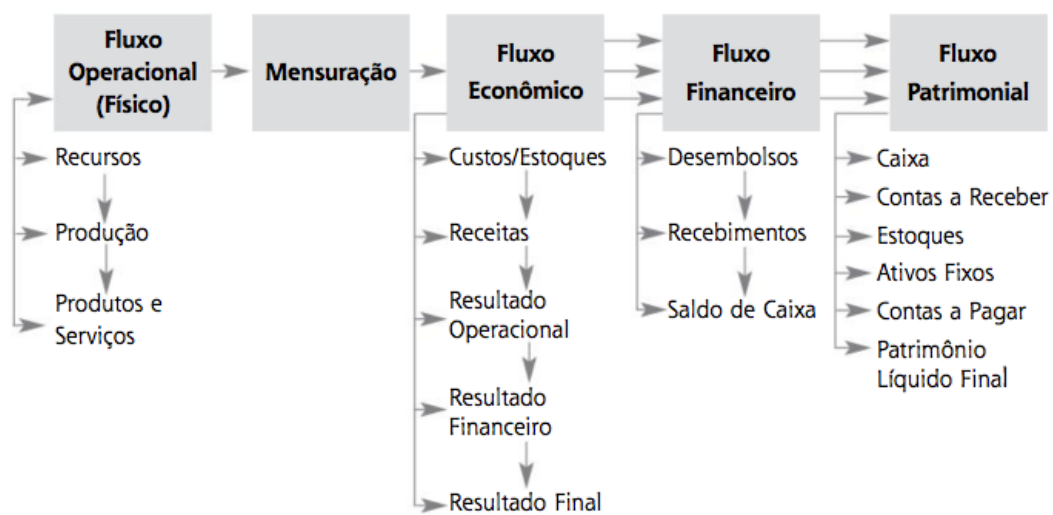 Fluxo
Operacional
(Físico)
Mensuração
Fluxo
Econômico
Fluxo
Financeiro
Fluxo
Patrimonial
Recursos
Produção
Produtos e
Serviços
Custos/Estoques
Receitas
Resultado
Operacional
Resultado
Financeiro
Resultado Final
Desembolsos
Recebimentos
Saldo de Caixa
Caixa
Contas a Receber
Estoques
Ativos Fixos
Contas a Pagar
Patrimônio
Líquido Final